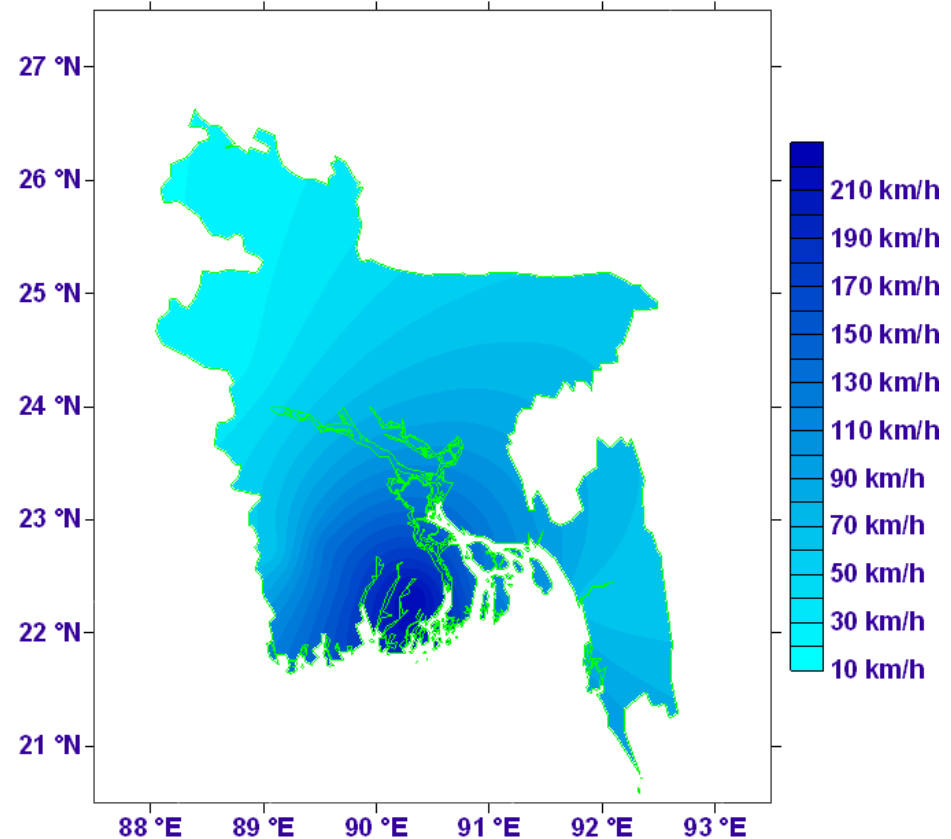 27 °N
26 °N
25 °N
24 °N
23 °N
22 °N
21 °N
88 °E 89 °E 90 °E 91 °E 92 °E 93 °E
210 km/h
190 km/h
170 km/h
150 km/h
130 km/h
110 km/h
90 km/h
70 km/h
50 km/h
30 km/h
10 km/h